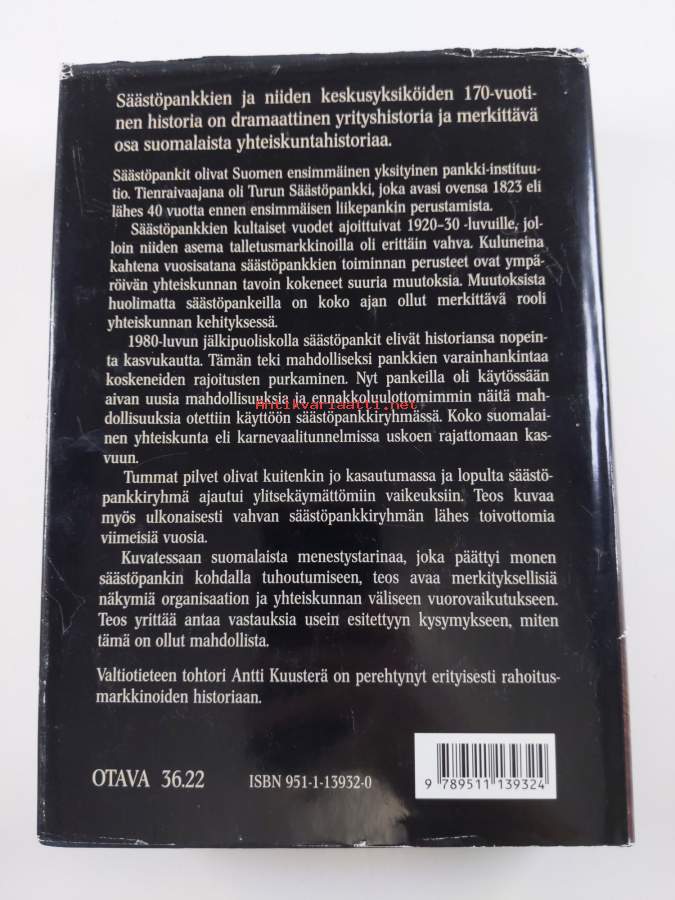 Säästöpankkien ja niiden keskusyksiköiden 170-vuoti-
nen historia on dramaattinen yrityshistoria ja merkittävä
osa suomalaista yhteiskuntahistoriaa.
Säästöpankit olivat Suomen ensimmäinen yksityinen pankki-instituu-
tio. Tienraivaajana oli Turun Säästöpankki, joka avasi ovensa 1823 eli
lähes 40 vuotta ennen ensimmäisen liikepankin perustamista.
Säästöpankkien kultaiset vuodet ajoittuivat 1920-30 -luvuille, jol-
loin niiden asema talletusmarkkinoilla oli erittäin vahva. Kuluneina
kahtena vuosisatana säästöpankkien toiminnan perusteet ovat ympä-
röivän yhteiskunnan tavoin kokeneet suuria muutoksia. Muutoksista
huolimatta säästöpankeilla on koko ajan ollut merkittävä rooli
yhteiskunnan kehityksessä.
1980-luvun jälkipuoliskolla säästöpankit elivät historiansa nopein-
ta kasvukautta. Tämän teki mahdolliseksi pankkien varainhankintaa
koskeneiden rajoitusten purkaminen. Nyt pankeilla oli käytössään
aivan uusia mahdollisuuksia ja ennakkoluulottomimmin näitä mah-
Antikvariaatti.net
dollisuuksia otettiin käyttöön säästöpankkiryhmässä. Koko suomalai-
nen yhteiskunta eli karnevaalitunnelmissa uskoen rajattomaan kas-
vuun.
Tummat pilvet olivat kuitenkin jo kasautumassa ja lopulta säästö-
pankkiryhmä ajautui ylitsekäymättömiin vaikeuksiin. Teos kuvaa
myös ulkonaisesti vahvan säästöpankkiryhmän lähes toivottomia
viimeisiä vuosia.
Kuvatessaan suomalaista menestystarinaa, joka päättyi monen
säästöpankin kohdalla tuhoutumiseen, teos avaa merkityksellisiä
näkymiä organisaation ja yhteiskunnan väliseen vuorovaikutukseen.
Teos yrittää antaa vastauksia usein esitettyyn kysymykseen, miten
tämä on ollut mahdollista.
Valtiotieteen tohtori Antti Kuusterä on perehtynyt erityisesti rahoitus-
markkinoiden historiaan.
OTAVA 36.22
ISBN 951-1-13932-0
9 789511 139324